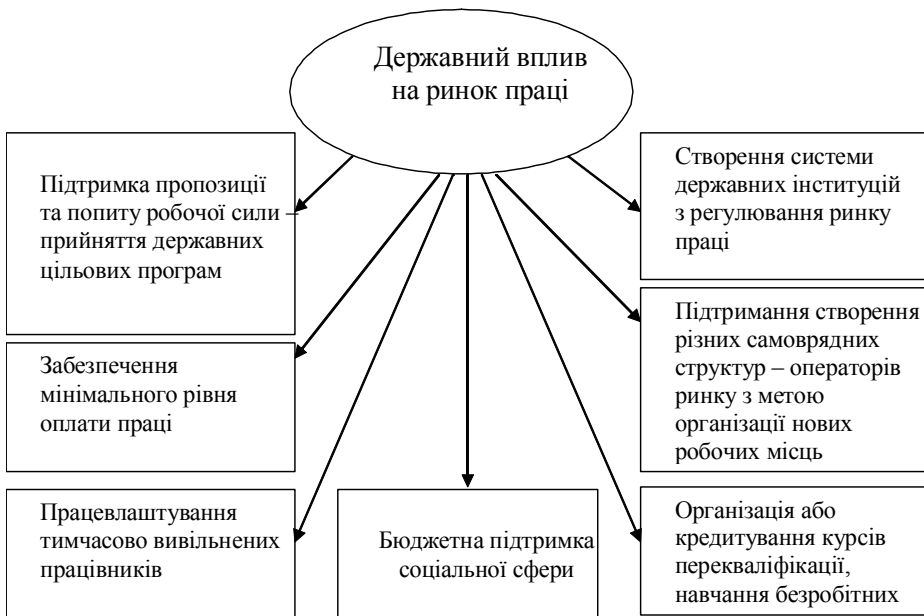 Державний вплив
на ринок праці
Підтримка пропозиції
та попиту робочої сили –
прийняття державних
цільових програм
Забезпечення
мінімального рівня
оплати праці
Працевлаштування
тимчасово вивільнених
працівників
Бюджетна підтримка
соціальної сфери
Створення системи
державних інституцій
з регулювання ринку
праці
Підтримання створення
різних самоврядних
структур – операторів
ринку з метою
організації нових
робочих місць
Організація або
кредитування курсів
перекваліфікації,
навчання безробітних